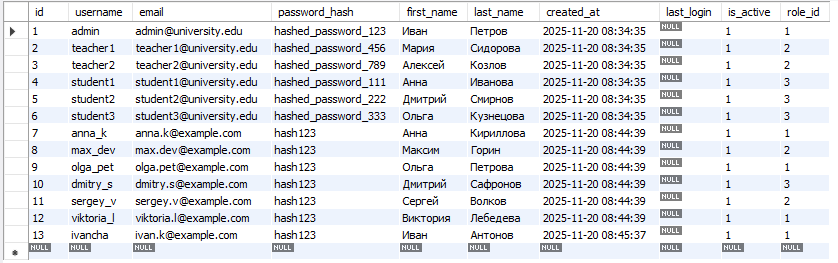 id username email password_hash first_name last_name created_at last_login is_active role_id
1 admin admin@university.edu hashed_password_123 Иван Петров 2025-11-20 08:34:35 NULL 1 1
2 teacher1 teacher1@university.edu hashed_password_456 Мария Сидорова 2025-11-20 08:34:35 NULL 1 2
3 teacher2 teacher2@university.edu hashed_password_789 Алексей Козлов 2025-11-20 08:34:35 NULL 1 2
4 student1 student1@university.edu hashed_password_111 Анна Иванова 2025-11-20 08:34:35 NULL 1 3
5 student2 student2@university.edu hashed_password_222 Дмитрий Смирнов 2025-11-20 08:34:35 NULL 1 3
6 student3 student3@university.edu hashed_password_333 Ольга Кузнецова 2025-11-20 08:34:35 NULL 1 3
7 anna_k anna.k@example.com hash123 Анна Кириллова 2025-11-20 08:44:39 NULL 1 1
8 max_dev max.dev@example.com hash123 Максим Горин 2025-11-20 08:44:39 NULL 1 2
9 olga_pet olga.pet@example.com hash123 Ольга Петрова 2025-11-20 08:44:39 NULL 1 1
10 dmitry_s dmitry.s@example.com hash123 Дмитрий Сафронов 2025-11-20 08:44:39 NULL 1 3
11 sergey_v sergey.v@example.com hash123 Сергей Волков 2025-11-20 08:44:39 NULL 1 2
12 viktoria_l viktoria.l@example.com hash123 Виктория Лебедева 2025-11-20 08:44:39 NULL 1 1
13 ivancha ivan.k@example.com hash123 Иван Антонов 2025-11-20 08:45:37 NULL 1 1
NULL NULL NULL NULL NULL NULL NULL NULL NULL NULL